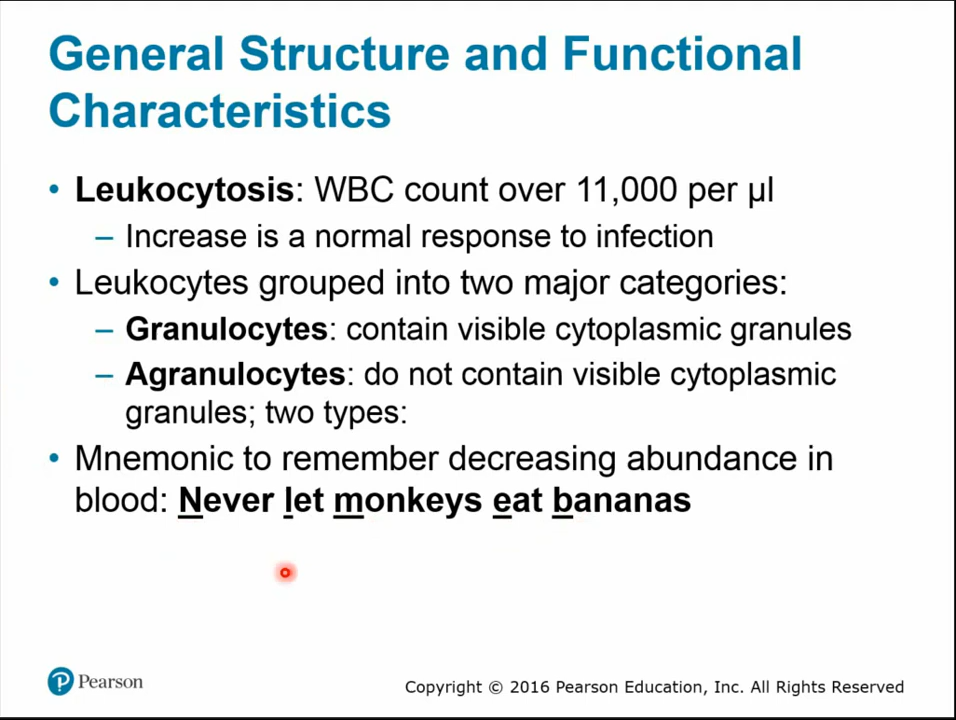 General Structure and Functional
Characteristics
• Leukocytosis: WBC count over 11,000 per µl
– Increase is a normal response to infection
• Leukocytes grouped into two major categories:
– Granulocytes: contain visible cytoplasmic granules
– Agranulocytes: do not contain visible cytoplasmic
granules; two types:
• Mnemonic to remember decreasing abundance in
blood: Never let monkeys eat bananas
Pearson
Copyright © 2016 Pearson Education, Inc. All Rights Reserved